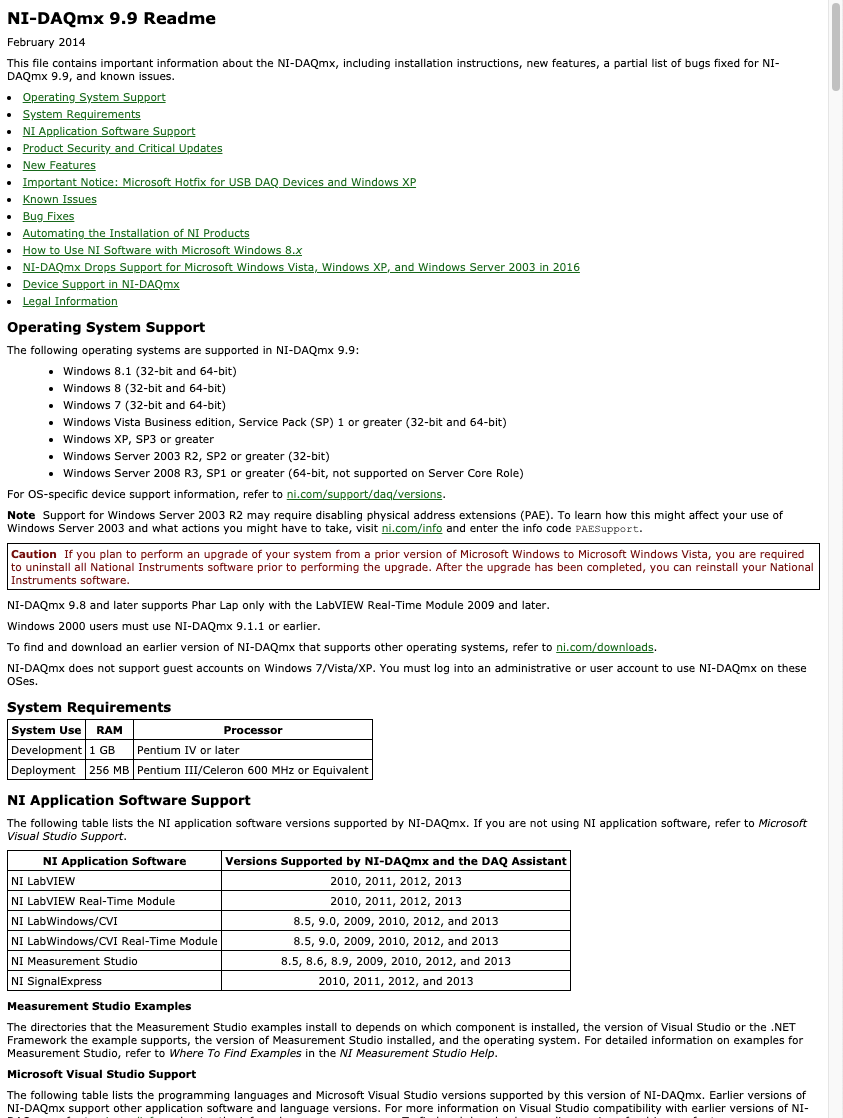 NI-DAQmx 9.9 Readme
February 2014
This file contains important information about the NI-DAQmx, including installation instructions, new features, a partial list of bugs fixed for NI-
DAQmx 9.9, and known issues.
• Operating System Support
• System Requirements
• NI Application Software Support
• Product Security and Critical Updates
• New Features
• Important Notice: Microsoft Hotfix for USB DAQ Devices and Windows XP
• Known Issues
• Bug Fixes
• Automating the Installation of NI Products
• How to Use NI Software with Microsoft Windows 8.x
• NI-DAQmx Drops Support for Microsoft Windows Vista, Windows XP, and Windows Server 2003 in 2016
• Device Support in NI-DAQmx
• Legal Information
Operating System Support
The following operating systems are supported in NI-DAQmx 9.9:
• Windows 8.1 (32-bit and 64-bit)
• Windows 8 (32-bit and 64-bit)
• Windows 7 (32-bit and 64-bit)
• Windows Vista Business edition, Service Pack (SP) 1 or greater (32-bit and 64-bit)
• Windows XP, SP3 or greater
• Windows Server 2003 R2, SP2 or greater (32-bit)
• Windows Server 2008 R3, SP1 or greater (64-bit, not supported on Server Core Role)
For OS-specific device support information, refer to ni.com/support/daq/versions.
Note Support for Windows Server 2003 R2 may require disabling physical address extensions (PAE). To learn how this might affect your use of
Windows Server 2003 and what actions you might have to take, visit ni.com/info and enter the info code PAESupport.
Caution If you plan to perform an upgrade of your system from a prior version of Microsoft Windows to Microsoft Windows Vista, you are required
to uninstall all National Instruments software prior to performing the upgrade. After the upgrade has been completed, you can reinstall your National
Instruments software.
NI-DAQmx 9.8 and later supports Phar Lap only with the LabVIEW Real-Time Module 2009 and later.
Windows 2000 users must use NI-DAQmx 9.1.1 or earlier.
To find and download an earlier version of NI-DAQmx that supports other operating systems, refer to ni.com/downloads.
NI-DAQmx does not support guest accounts on Windows 7/Vista/XP. You must log into an administrative or user account to use NI-DAQmx on these
OSes.
System Requirements
System Use RAM Processor
Development 1 GB Pentium IV or later
Deployment 256 MB Pentium III/Celeron 600 MHz or Equivalent
NI Application Software Support
The following table lists the NI application software versions supported by NI-DAQmx. If you are not using NI application software, refer to Microsoft
Visual Studio Support.
NI Application Software Versions Supported by NI-DAQmx and the DAQ Assistant
NI LabVIEW 2010, 2011, 2012, 2013
NI LabVIEW Real-Time Module 2010, 2011, 2012, 2013
NI LabWindows/CVI 8.5, 9.0, 2009, 2010, 2012, and 2013
NI LabWindows/CVI Real-Time Module 8.5, 9.0, 2009, 2010, 2012, and 2013
NI Measurement Studio 8.5, 8.6, 8.9, 2009, 2010, 2012, and 2013
NI SignalExpress 2010, 2011, 2012, and 2013
Measurement Studio Examples
The directories that the Measurement Studio examples install to depends on which component is installed, the version of Visual Studio or the .NET
Framework the example supports, the version of Measurement Studio installed, and the operating system. For detailed information on examples for
Measurement Studio, refer to Where To Find Examples in the NI Measurement Studio Help.
Microsoft Visual Studio Support
The following table lists the programming languages and Microsoft Visual Studio versions supported by this version of NI-DAQmx. Earlier versions of
NI-DAQmx support other application software and language versions. For more information on Visual Studio compatibility with earlier versions of NI-